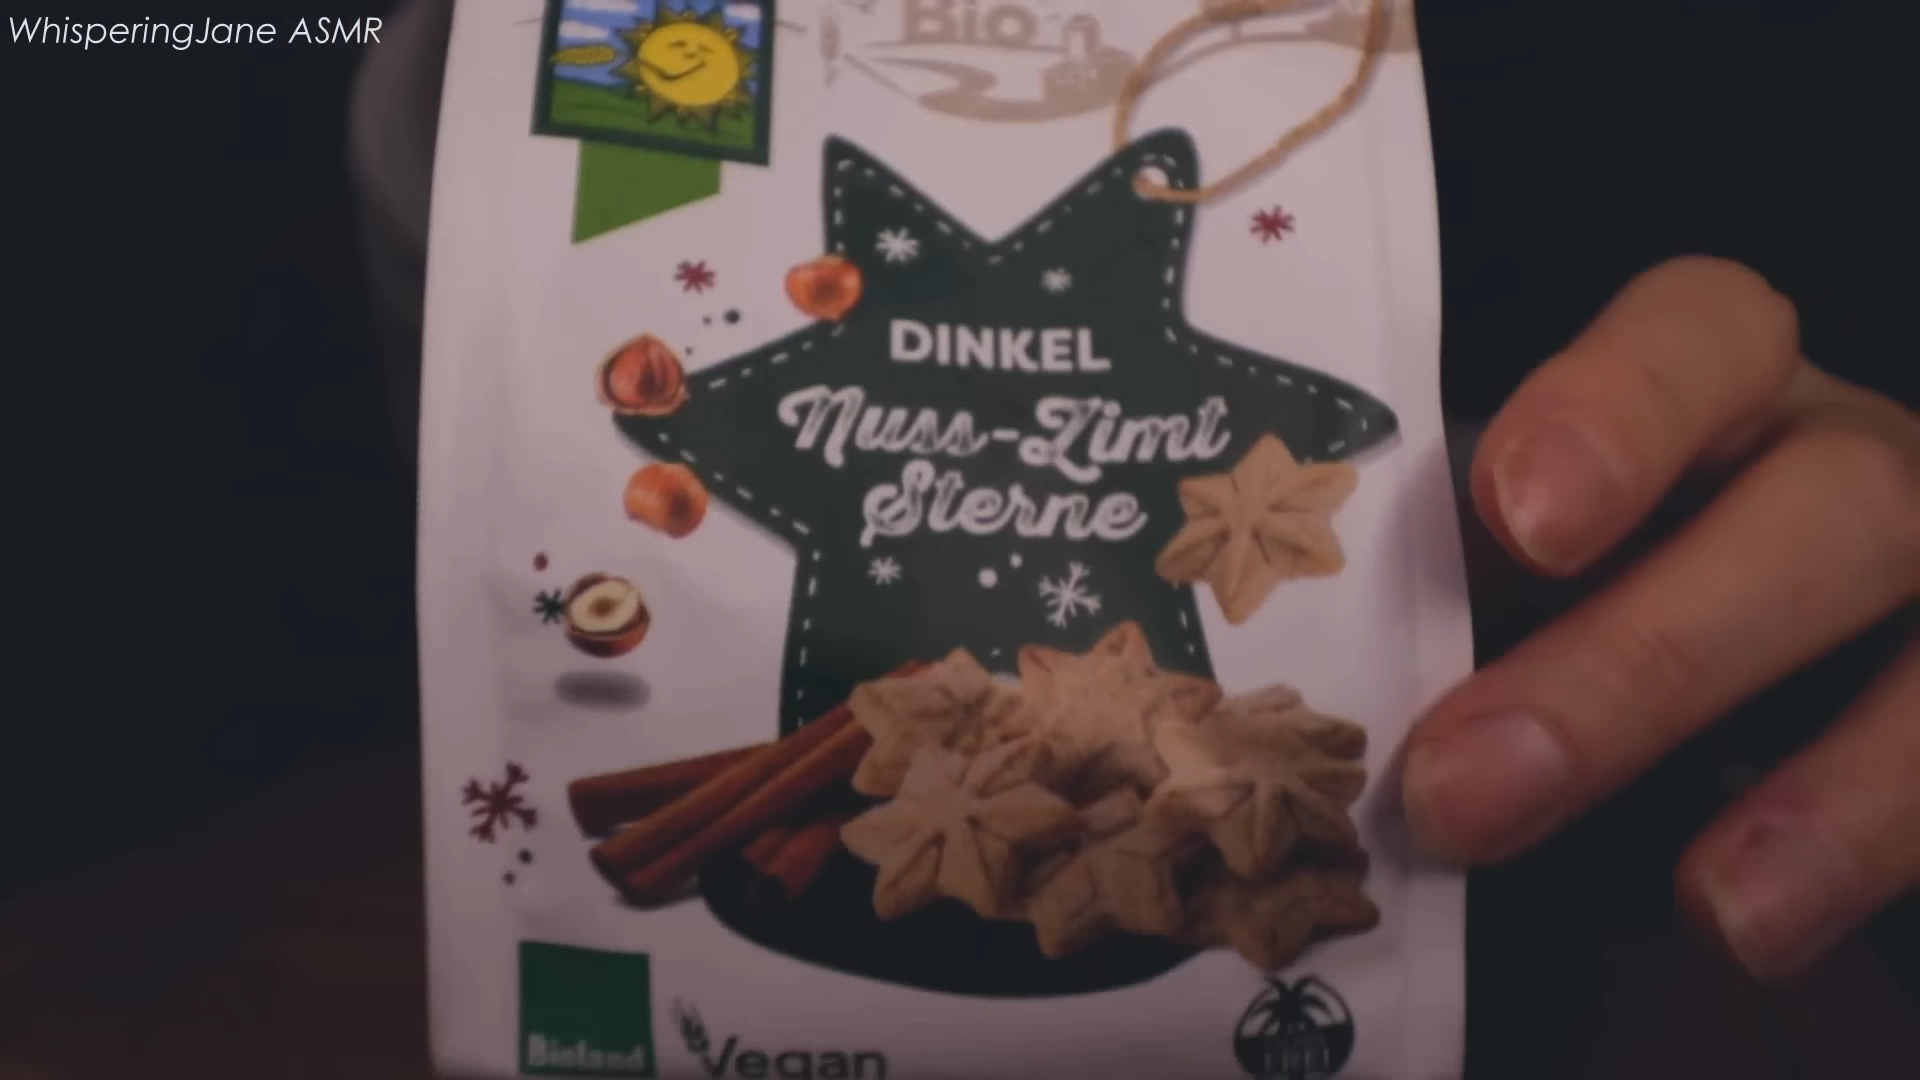 WhisperingJane ASMR
Bio
DINKEL
Nuss-Zimt
Sterne
Bioland
Vegan